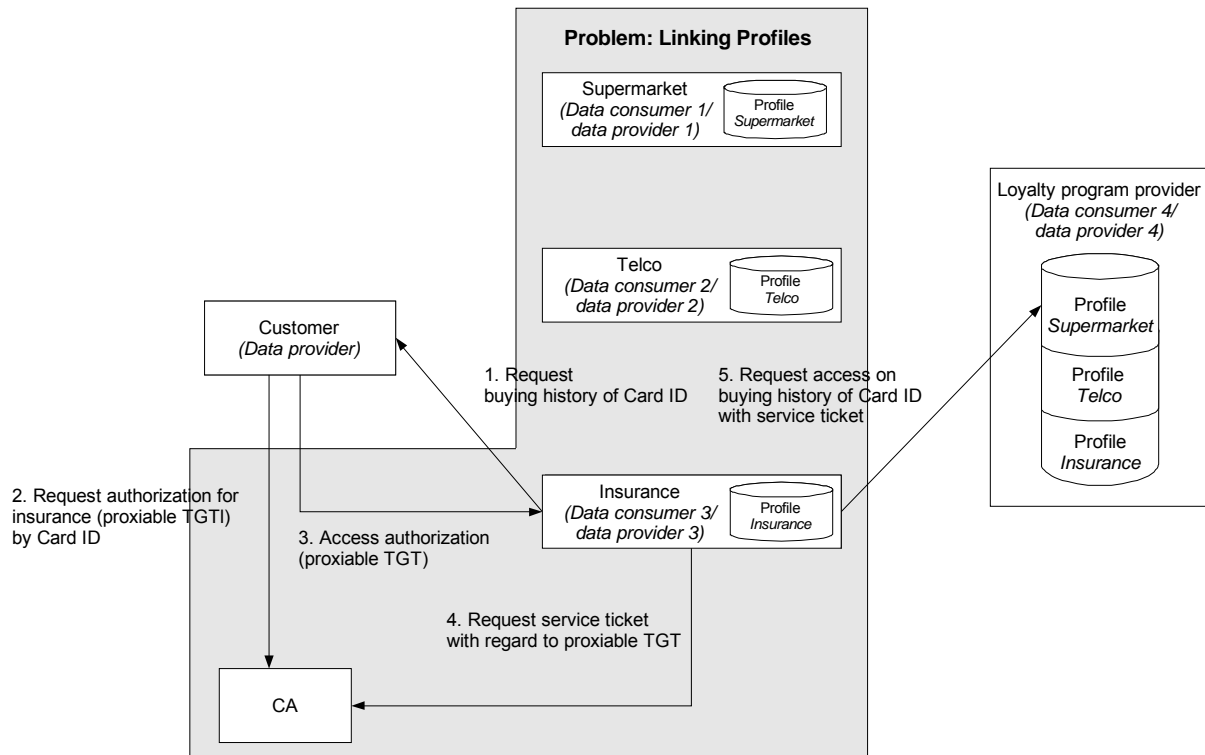 Problem: Linking Profiles
Supermarket
(Data consumer 1/
data provider 1)
Profile
Supermarket
Loyalty program provider
(Data consumer 4/
data provider 4)
Profile
Supermarket
Profile
Telco
Profile
Insurance
Telco
(Data consumer 2/
data provider 2)
Profile
Telco
Customer
(Data provider)
1. Request
buying history of Card ID
5. Request access on
buying history of Card ID
with service ticket
2. Request authorization for
insurance (proxiable TGTI)
by Card ID
3. Access authorization
(proxiable TGT)
Insurance
(Data consumer 3/
data provider 3)
Profile
Insurance
4. Request service ticket
with regard to proxiable TGT
CA